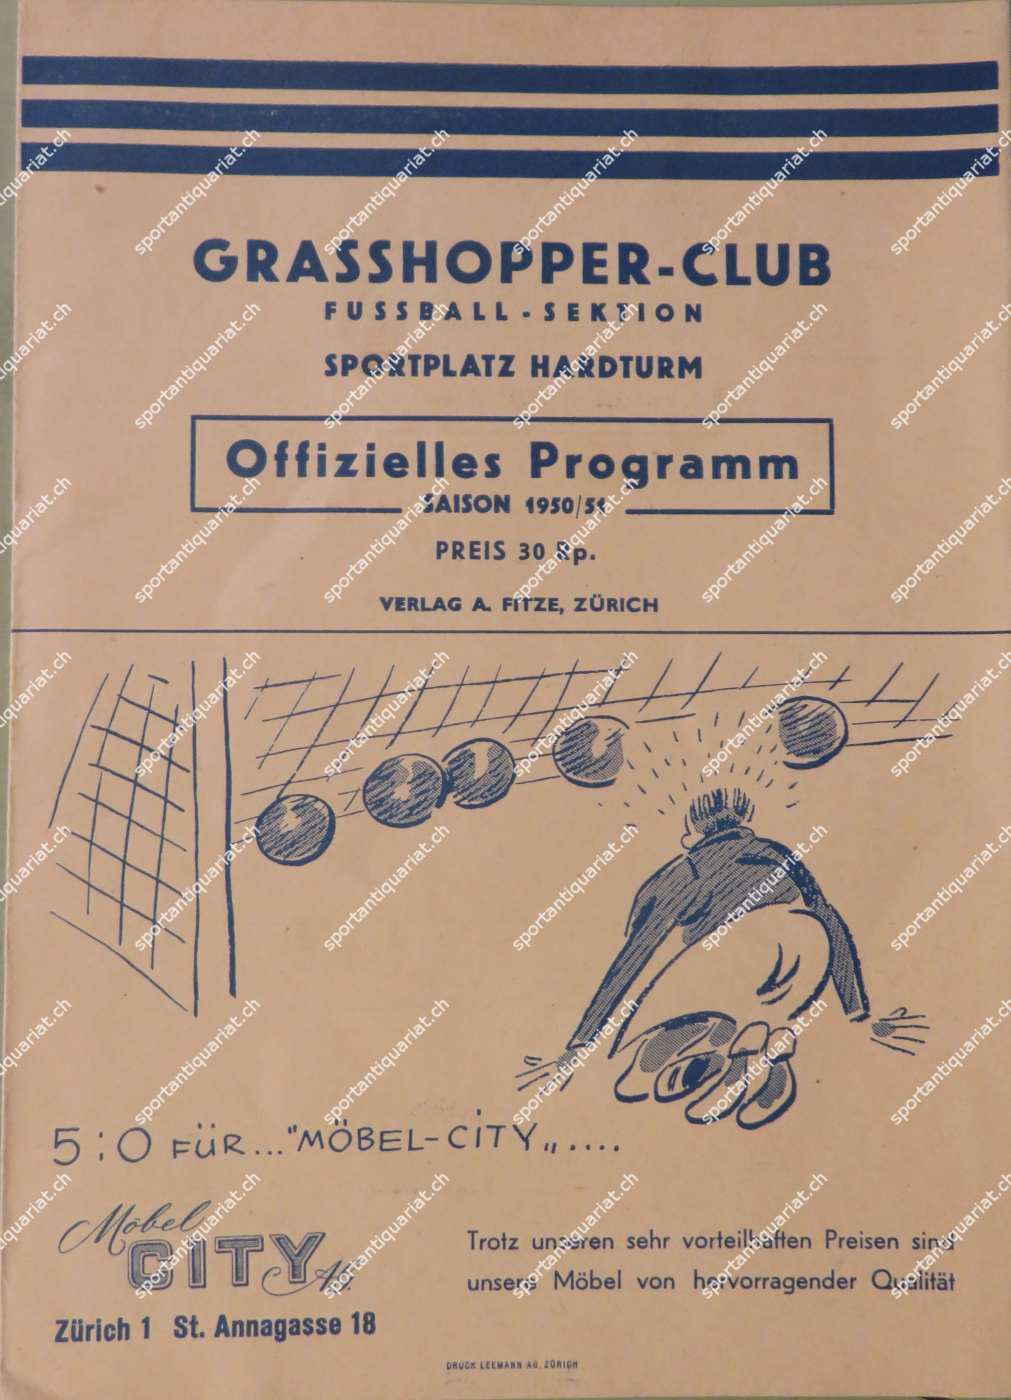 GRASSHOPPER-CLUB
FUSSBALL-SEKTION
SPORTPLATZ HARDTURM
Offizielles Programm
SAISON 1950/51
PREIS 30 Rp.
VERLAG A. FITZE, ZÜRICH
5:0 FÜR..."MÖBEL-CITY„....
Möbel
CITY AG.
Trotz unseren sehr vorteilhaften Preisen sind
unsere Möbel von hervorragender Qualität
Zürich 1 St. Annagasse 18
DRUCK LEEMANN AG. ZÜRICH
sportantiquariat.ch